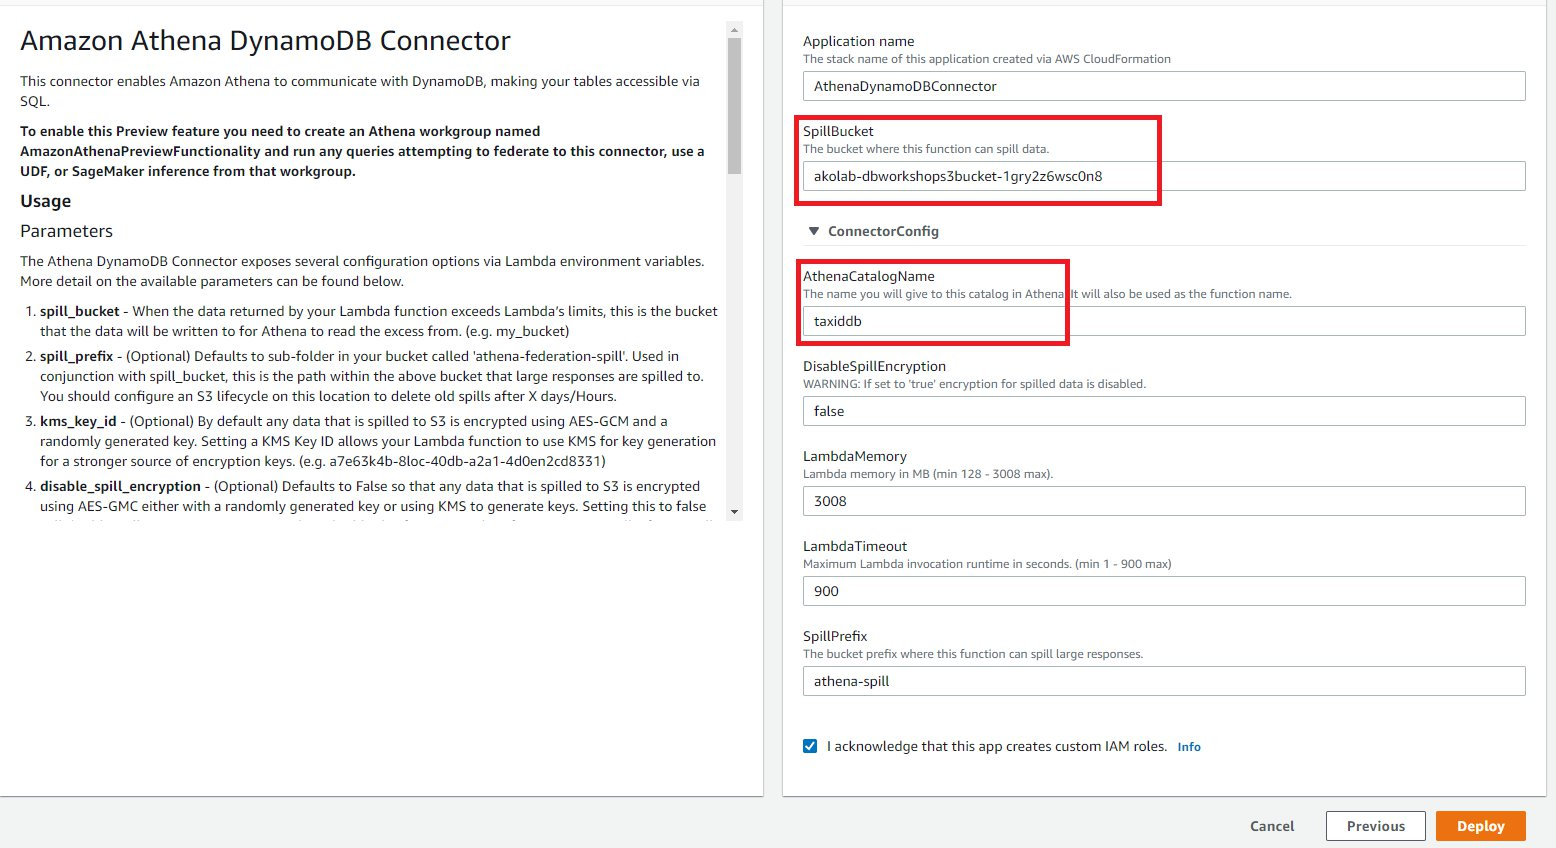 Amazon Athena DynamoDB Connector
This connector enables Amazon Athena to communicate with DynamoDB, making your tables accessible via
SQL.
To enable this Preview feature you need to create an Athena workgroup named
AmazonAthenaPreviewFunctionality and run any queries attempting to federate to this connector, use a
UDF, or SageMaker inference from that workgroup.
Usage
Parameters
The Athena DynamoDB Connector exposes several configuration options via Lambda environment variables.
More detail on the available parameters can be found below.
1. spill_bucket - When the data returned by your Lambda function exceeds Lambda's limits, this is the bucket
that the data will be written to for Athena to read the excess from. (e.g. my_bucket)
2. spill_prefix - (Optional) Defaults to sub-folder in your bucket called 'athena-federation-spill'. Used in
conjunction with spill_bucket, this is the path within the above bucket that large responses are spilled to.
You should configure an S3 lifecycle on this location to delete old spills after X days/Hours.
3. kms_key_id - (Optional) By default any data that is spilled to S3 is encrypted using AES-GCM and a
randomly generated key. Setting a KMS Key ID allows your Lambda function to use KMS for key generation
for a stronger source of encryption keys. (e.g. a7e63k4b-8loc-40db-a2a1-4d0en2cd8331)
4. disable_spill_encryption - (Optional) Defaults to False so that any data that is spilled to S3 is encrypted
using AES-GMC either with a randomly generated key or using KMS to generate keys. Setting this to false
Application name
The stack name of this application created via AWS CloudFormation
AthenaDynamoDBConnector
SpillBucket
The bucket where this function can spill data.
akolab-dbworkshops3bucket-1gry2z6wsc0n8
ConnectorConfig
AthenaCatalogName
The name you will give to this catalog in Athena. It will also be used as the function name.
taxiddb
DisableSpillEncryption
WARNING: If set to 'true' encryption for spilled data is disabled.
false
LambdaMemory
Lambda memory in MB (min 128 - 3008 max).
3008
LambdaTimeout
Maximum Lambda invocation runtime in seconds. (min 1 - 900 max)
900
SpillPrefix
The bucket prefix where this function can spill large responses.
athena-spill
I acknowledge that this app creates custom IAM roles. Info
Cancel
Previous
Deploy